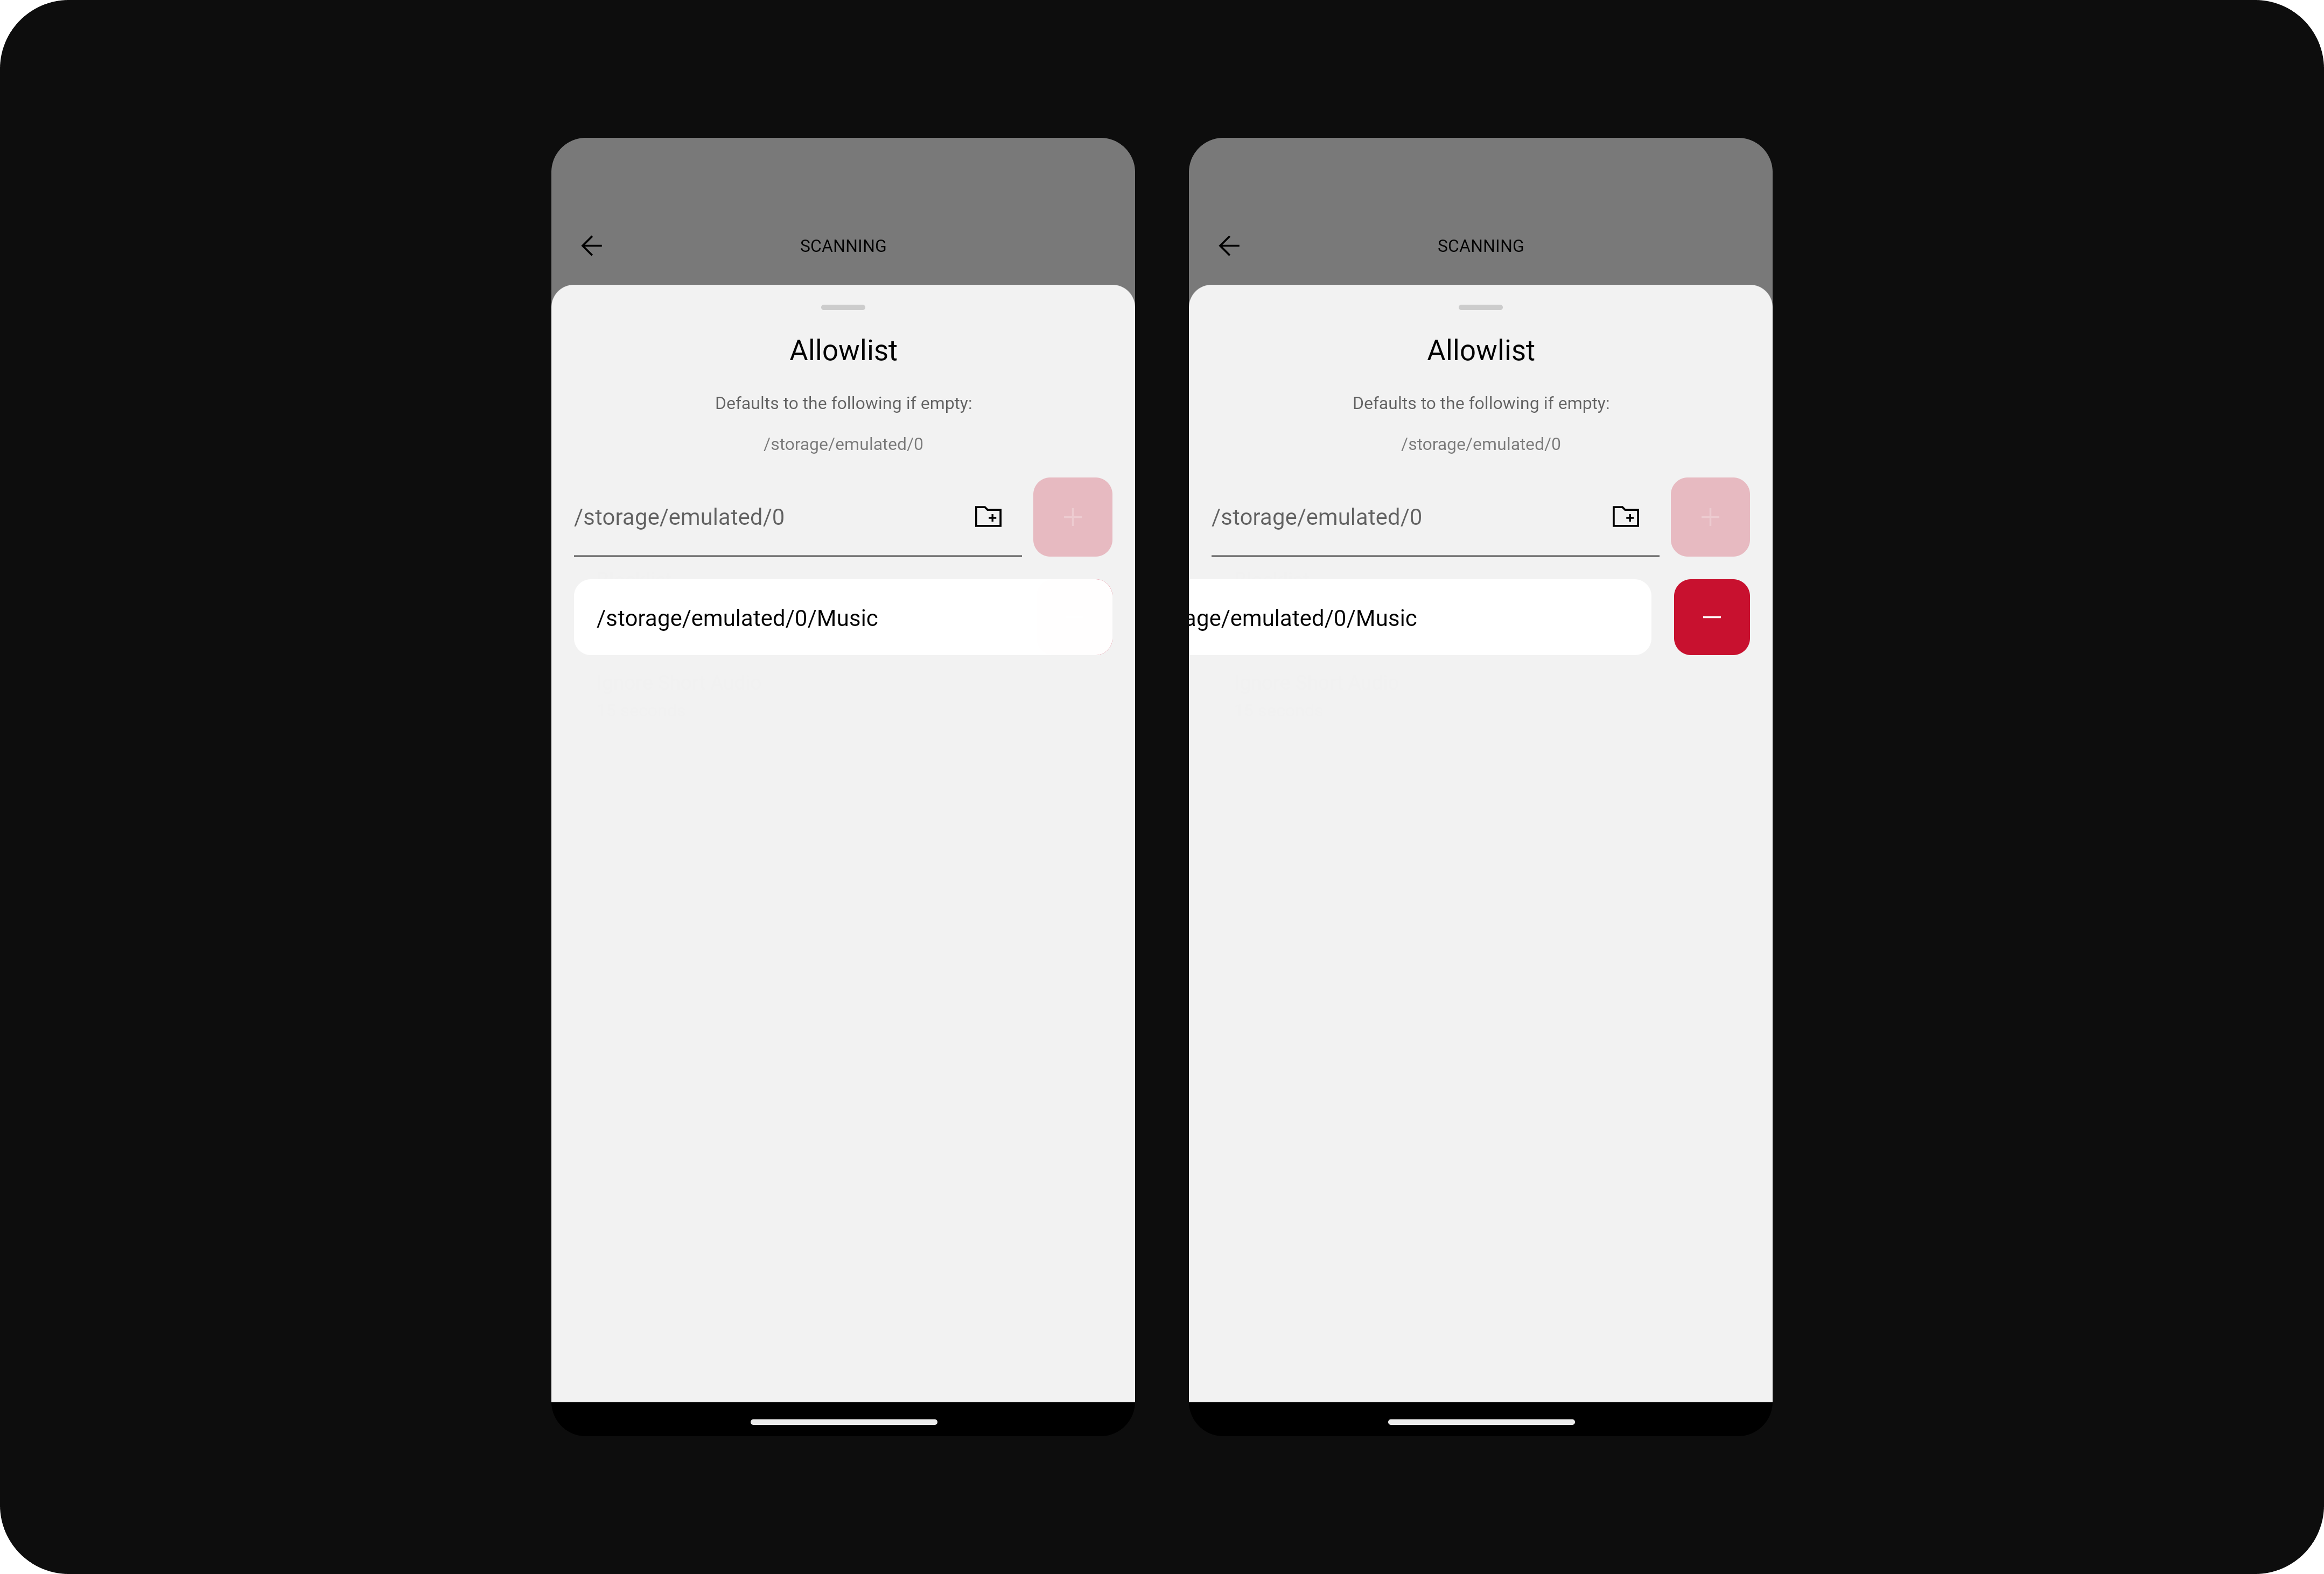 SCANNING
Allowlist
Defaults to the following if empty:
/storage/emulated/0
/storage/emulated/0
/storage/emulated/0/Music
SCANNING
Allowlist
Defaults to the following if empty:
/storage/emulated/0
/storage/emulated/0
age/emulated/0/Music